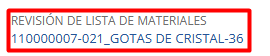 REVISIÓN DE LISTA DE MATERIALES
110000007-021_GOTAS DE CRISTAL-36